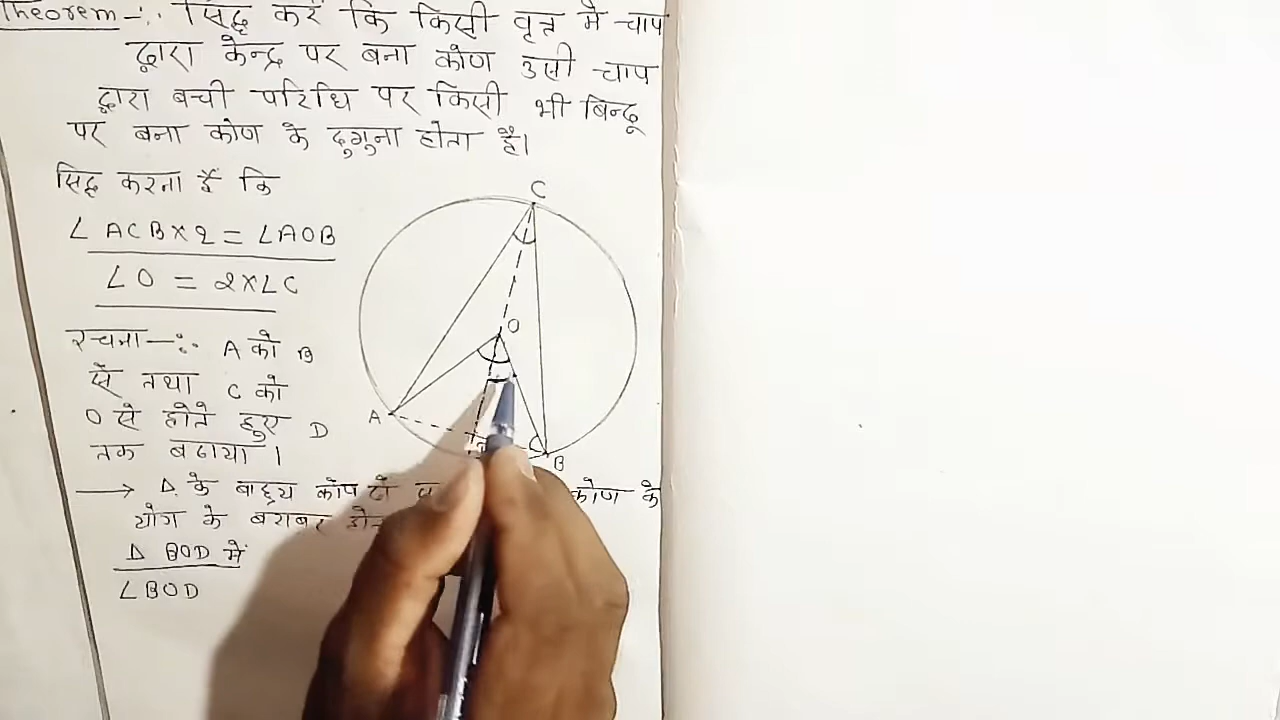 Theorem -:. सिद्ध करें कि किसी वृत्त में चाप
द्वारा केन्द्र पर बना कोण उसी चाप
द्वारा बची परिधि पर किसी भी बिन्दू
पर बना कोण के दुगुना होता है।
सिद्ध करना हैं कि
∠ ACB × 2 = ∠AOB
∠O = 2×∠C
रचना—:. A को B
से तथा C को
O से होते हुए D
तक बढाया।
→ Δ के बाह्य कोण दो कोण के
योग के बराबर
Δ BOD में
∠BOD
C
O
A
B